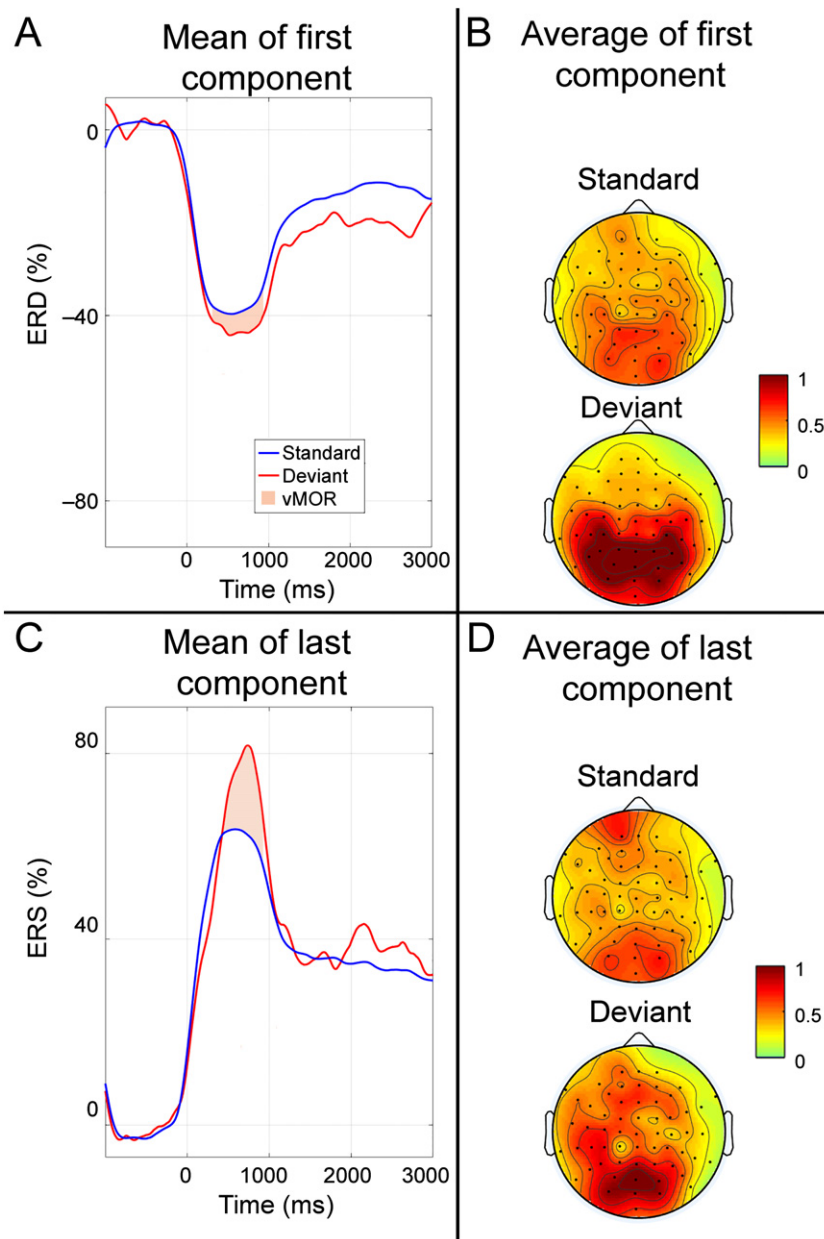 A
Mean of first
component
0
−40
−80
ERD (%)
Standard
Deviant
vMOR
0 1000 2000 3000
Time (ms)
B
Average of first
component
Standard
Deviant
1
0.5
0
C
Mean of last
component
80
40
0
ERS (%)
0 1000 2000 3000
Time (ms)
D
Average of last
component
Standard
Deviant
1
0.5
0